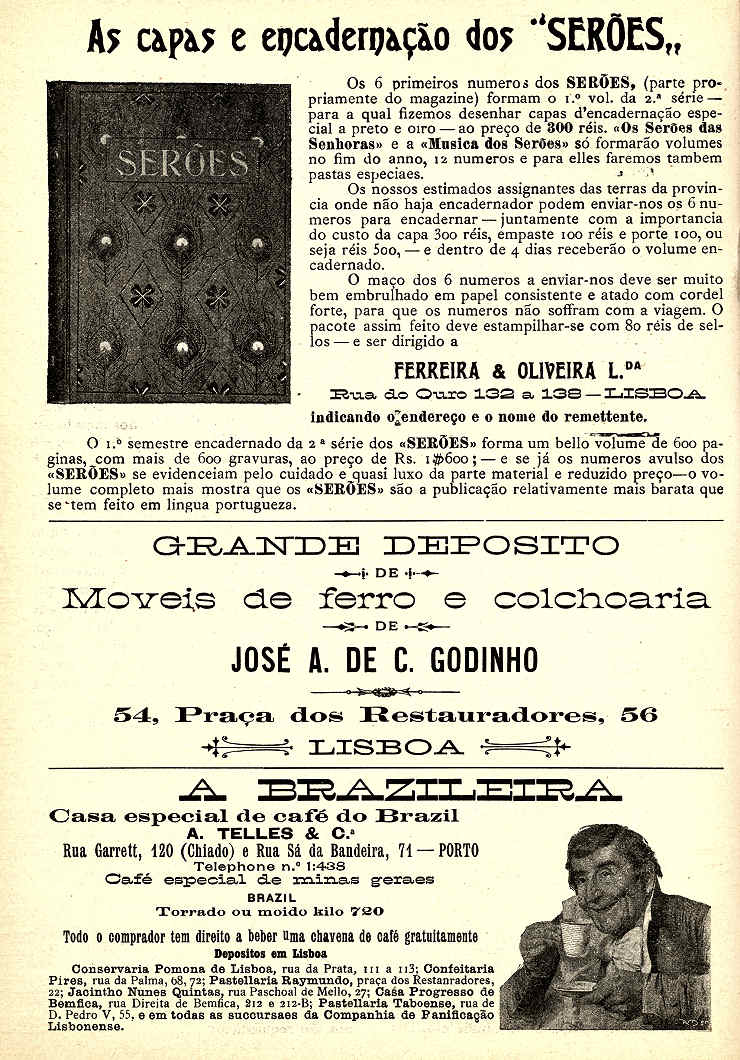 As capas e encadernação dos "SERÕES„
SERÕES
Os 6 primeiros numeros dos SERÕES, (parte pro-
priamente do magazine) formam o 1.º vol. da 2.ª série —
para a qual fizemos desenhar capas d'encadernação espe-
cial a preto e oiro — ao preço de 300 réis. «Os Serões das
Senhoras» e a «Musica dos Serões» só formarão volumes
no fim do anno, 12 numeros e para elles faremos tambem
pastas especiaes.
Os nossos estimados assignantes das terras da provin-
cia onde não haja encadernador podem enviar-nos os 6 nu-
meros para encadernar — juntamente com a importancia
do custo da capa 300 réis, empaste 100 réis e porte 100, ou
seja réis 500, — e dentro de 4 dias receberão o volume en-
cadernado.
O maço dos 6 numeros a enviar-nos deve ser muito
bem embrulhado em papel consistente e atado com cordel
forte, para que os numeros não soffram com a viagem. O
pacote assim feito deve estampilhar-se com 80 réis de sel-
los — e ser dirigido a
FERREIRA & OLIVEIRA L.DA
Rua do Ouro 132 a 138 — LISBOA
indicando o endereço e o nome do remettente.
O 1.º semestre encadernado da 2.ª série dos «SERÕES» forma um bello volume de 600 pa-
ginas, com mais de 600 gravuras, ao preço de Rs. 1$600; — e se já os numeros avulso dos
«SERÕES» se evidenceiam pelo cuidado e quasi luxo da parte material e reduzido preço—o vo-
lume completo mais mostra que os «SERÕES» são a publicação relativamente mais barata que
se tem feito em lingua portugueza.
GRANDE DEPOSITO
DE
Moveis de ferro e colchoaria
DE
JOSÉ A. DE C. GODINHO
54, Praça dos Restauradores, 56
LISBOA
A BRAZILEIRA
Casa especial de café do Brazil
A. TELLES & C.ª
Rua Garrett, 120 (Chiado) e Rua Sá da Bandeira, 71 — PORTO
Telephone n.º 1:438
Café especial de minas geraes
BRAZIL
Torrado ou moido kilo 720
Todo o comprador tem direito a beber uma chavena de café gratuitamente
Depositos em Lisboa
Conservaria Pomona de Lisboa, rua da Prata, 111 a 113; Confeitaria
Pires, rua da Palma, 68, 72; Pastellaria Raymundo, praça dos Restanradores,
22; Jacintho Nunes Quintas, rua Paschoal de Mello, 27; Casa Progresso de
Bemfica, rua Direita de Bemfica, 212 e 212-B; Pastellaria Taboense, rua de
D. Pedro V, 55, e em todas as succursaes da Companhia de Panificação
Lisbonense.